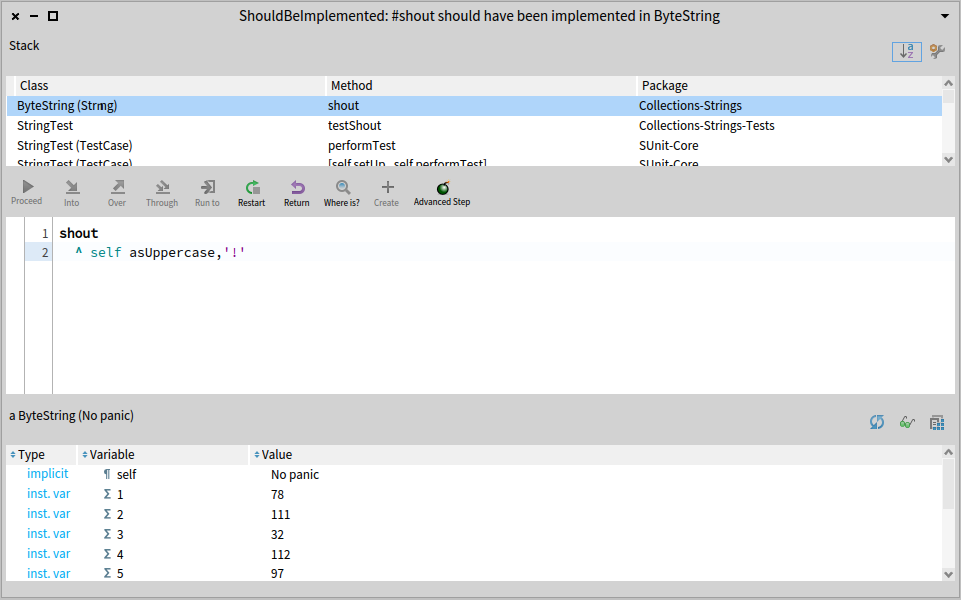 ShouldBeImplemented: #shout should have been implemented in ByteString
Stack
Class Method Package
ByteString (String) shout Collections-Strings
StringTest testShout Collections-Strings-Tests
StringTest (TestCase) performTest SUnit-Core
StringTest (TestCase) [self setUp. self performTest] SUnit-Core
Proceed Into Over Through Run to Restart Return Where is? Create Advanced Step
1 shout
2 ^ self asUppercase,'!'
a ByteString (No panic)
Type Variable Value
implicit ¶ self No panic
inst. var Σ 1 78
inst. var Σ 2 111
inst. var Σ 3 32
inst. var Σ 4 112
inst. var Σ 5 97